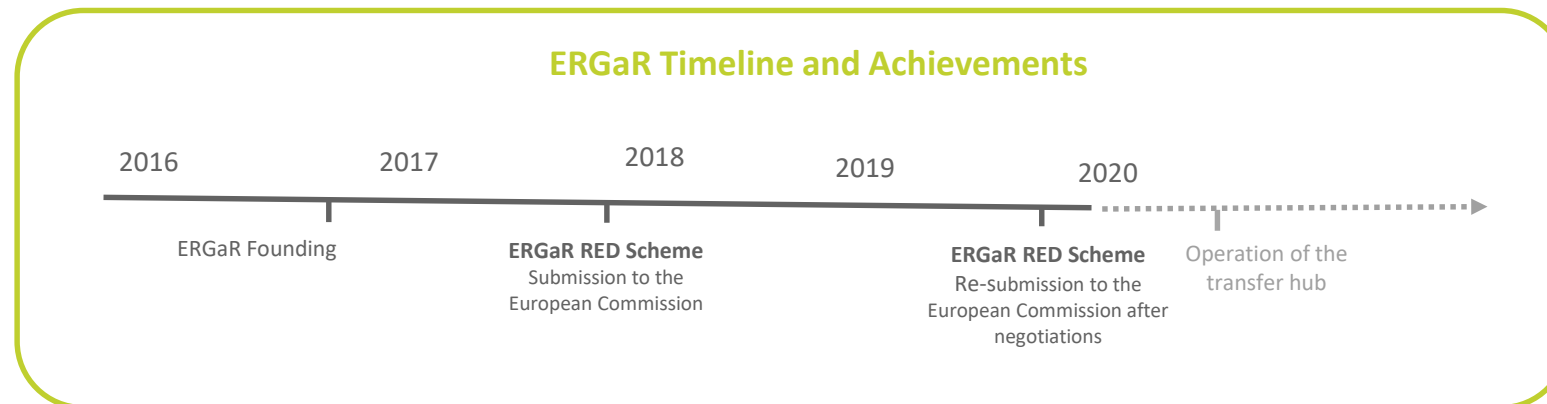 ERGaR Timeline and Achievements
2016
2017
2018
2019
2020
ERGaR Founding
ERGaR RED Scheme
Submission to the
European Commission
ERGaR RED Scheme
Re-submission to the
European Commission after
negotiations
Operation of the
transfer hub